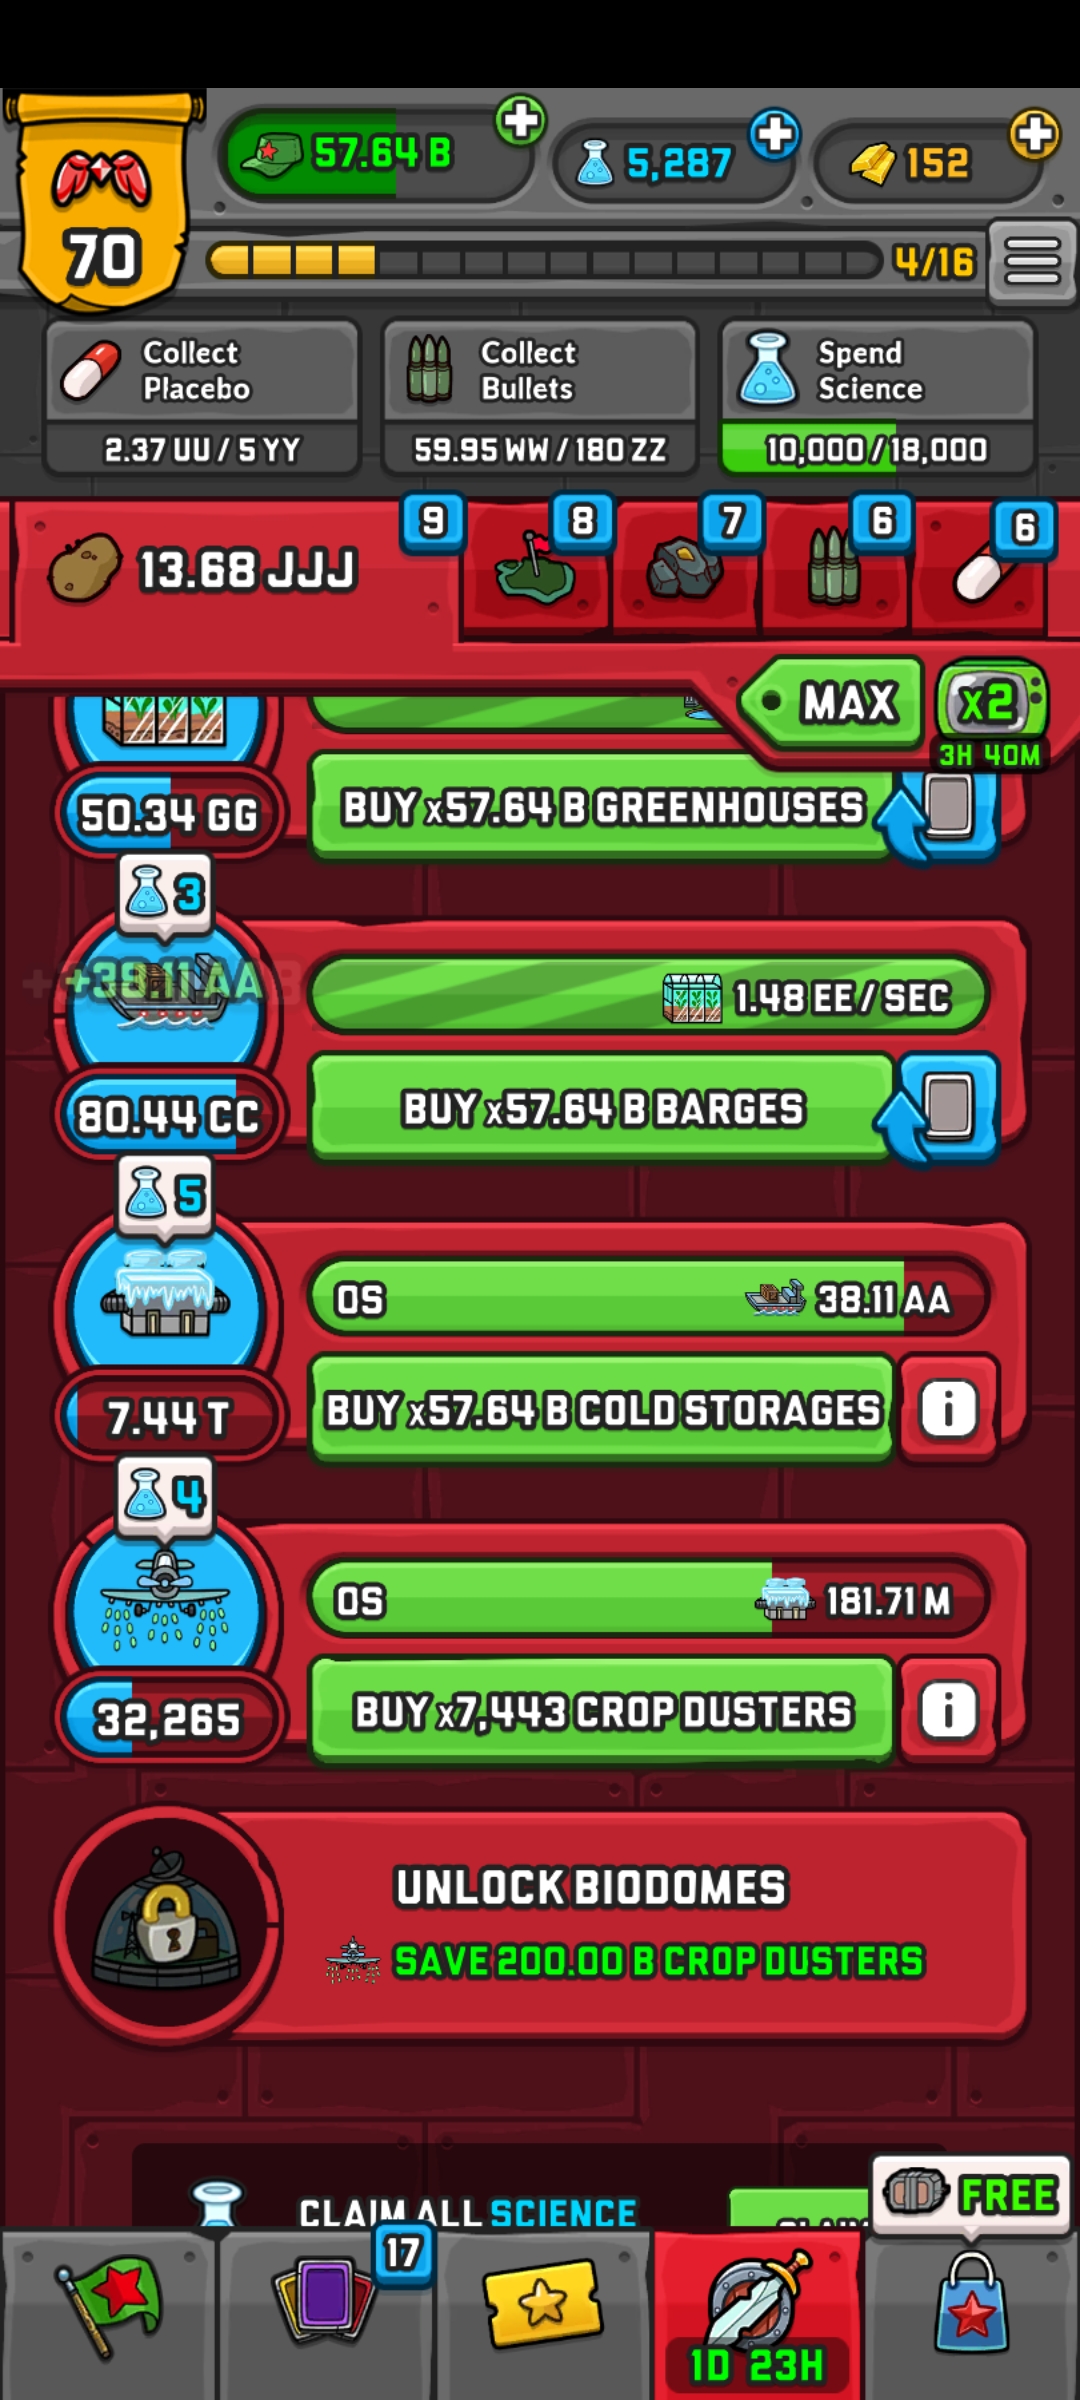 57.64 B
5,287
152
70
4/16
Collect
Placebo
2.37 UU / 5 YY
Collect
Bullets
59.95 WW / 180 ZZ
Spend
Science
10,000 / 18,000
13.68 JJJ
9
8
7
6
6
MAX
x2
3H 40M
50.34 GG
BUY x57.64 B GREENHOUSES
3
+38.11 AA
1.48 EE / SEC
80.44 CC
BUY x57.64 B BARGES
5
0S
38.11 AA
7.44 T
BUY x57.64 B COLD STORAGES
i
4
0S
181.71 M
32,265
BUY x7,443 CROP DUSTERS
i
UNLOCK BIODOMES
SAVE 200.00 B CROP DUSTERS
CLAIM ALL SCIENCE
FREE
17
1D 23H